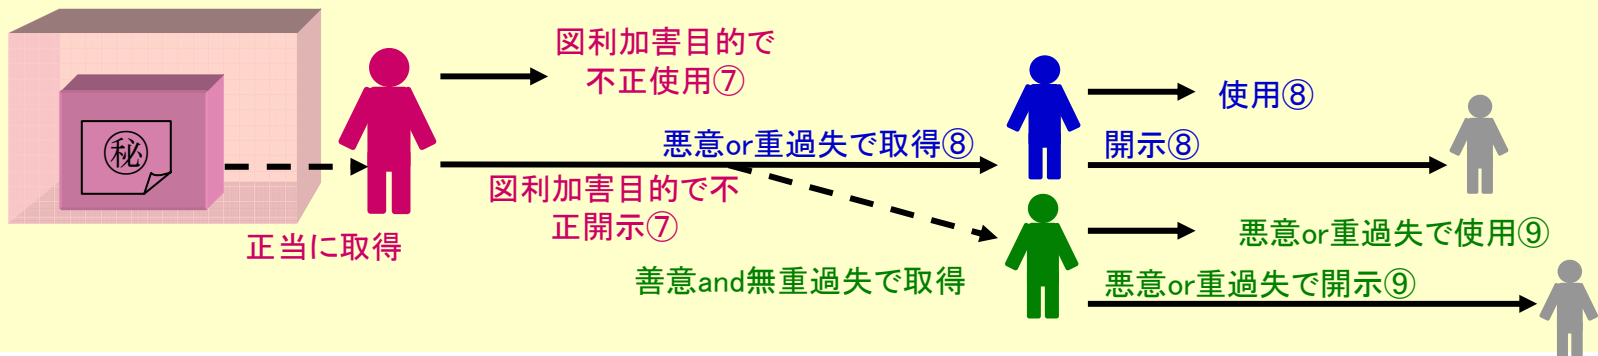 図利加害目的で
不正使用⑦
㊙
使用⑧
悪意or重過失で取得⑧
開示⑧
図利加害目的で不
正開示⑦
正当に取得
悪意or重過失で使用⑨
善意and無重過失で取得
悪意or重過失で開示⑨